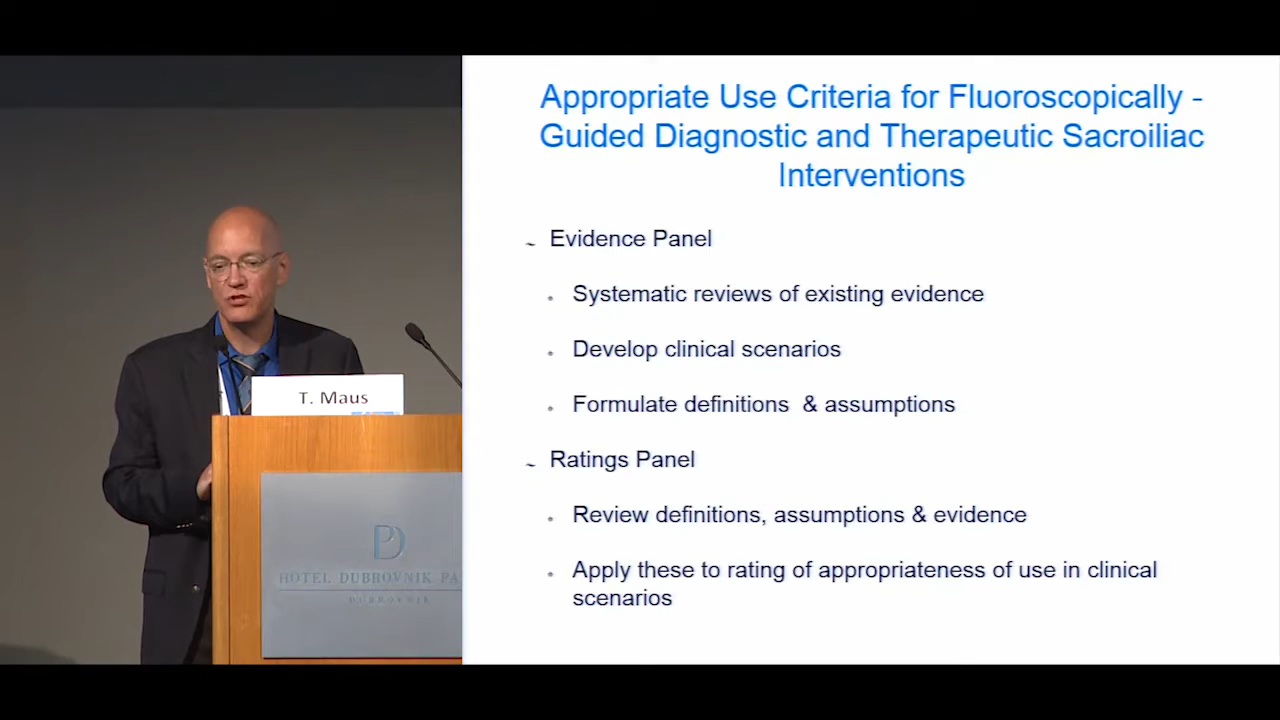 Appropriate Use Criteria for Fluoroscopically -
Guided Diagnostic and Therapeutic Sacroiliac
Interventions
Evidence Panel
Systematic reviews of existing evidence
Develop clinical scenarios
Formulate definitions & assumptions
Ratings Panel
Review definitions, assumptions & evidence
Apply these to rating of appropriateness of use in clinical
scenarios
T. Maus
HOTEL DUBROVNIK PA
DUBROVNIK